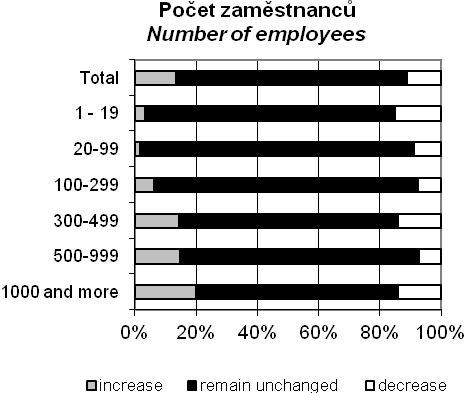 Počet zaměstnanců
Number of employees
Total
1 - 19
20-99
100-299
300-499
500-999
1000 and more
0% 20% 40% 60% 80% 100%
increase remain unchanged decrease